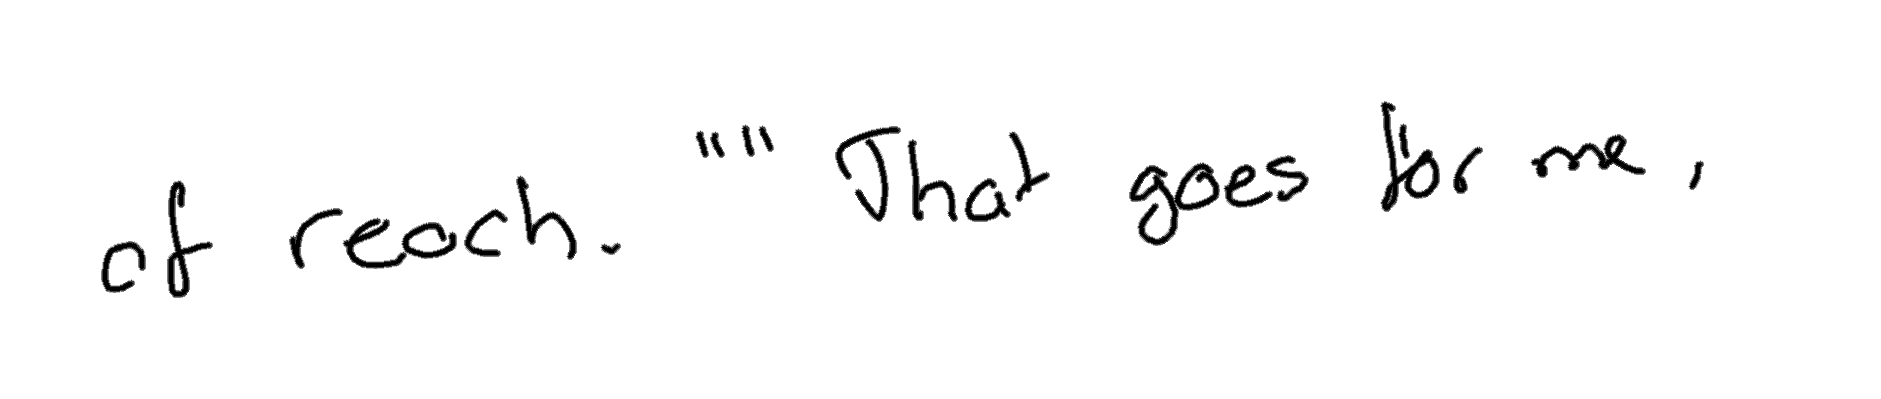 of reach. "" That goes for me,